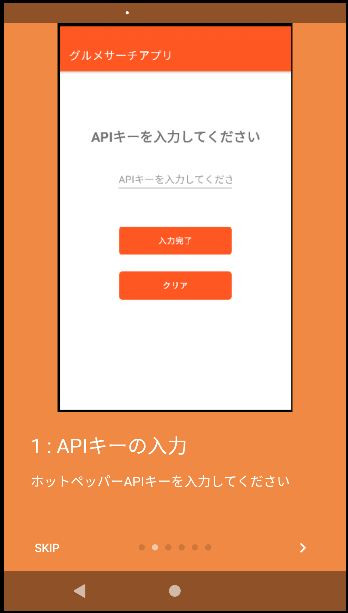 グルメサーチアプリ
APIキーを入力してください
APIキーを入力してくださ
入力完了
クリア
1 : APIキーの入力
ホットペッパーAPIキーを入力してください
SKIP